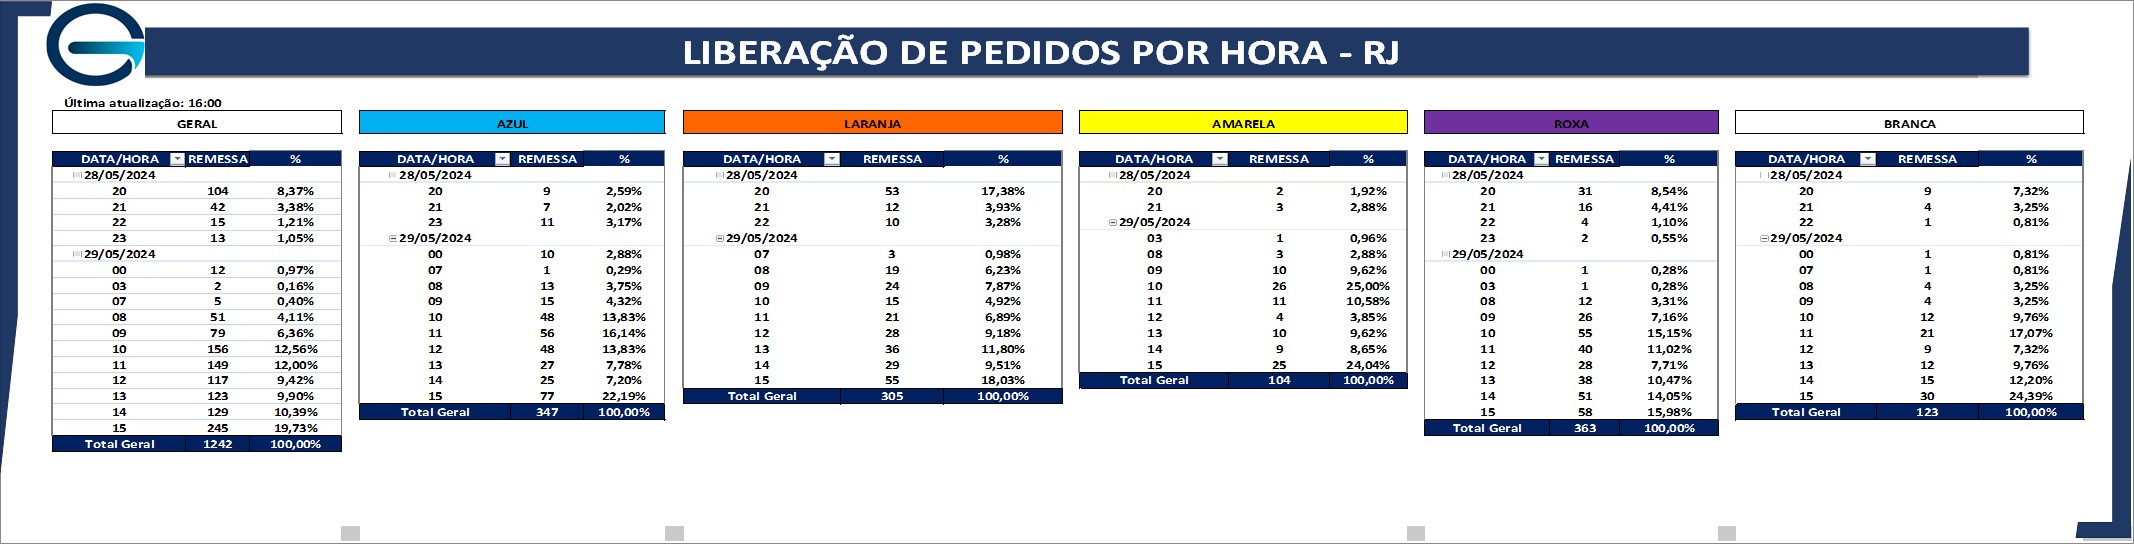 LIBERAÇÃO DE PEDIDOS POR HORA - RJ
Última atualização: 16:00
GERAL
DATA/HORA REMESSA %
28/05/2024
20 104 8,37%
21 42 3,38%
22 15 1,21%
23 13 1,05%
29/05/2024
00 12 0,97%
03 2 0,16%
07 5 0,40%
08 51 4,11%
09 79 6,36%
10 156 12,56%
11 149 12,00%
12 117 9,42%
13 123 9,90%
14 129 10,39%
15 245 19,73%
Total Geral 1242 100,00%
AZUL
DATA/HORA REMESSA %
28/05/2024
20 9 2,59%
21 7 2,02%
23 11 3,17%
29/05/2024
00 10 2,88%
07 1 0,29%
08 13 3,75%
09 15 4,32%
10 48 13,83%
11 56 16,14%
12 48 13,83%
13 27 7,78%
14 25 7,20%
15 77 22,19%
Total Geral 347 100,00%
LARANJA
DATA/HORA REMESSA %
28/05/2024
20 53 17,38%
21 12 3,93%
22 10 3,28%
29/05/2024
07 3 0,98%
08 19 6,23%
09 24 7,87%
10 15 4,92%
11 21 6,89%
12 28 9,18%
13 36 11,80%
14 29 9,51%
15 55 18,03%
Total Geral 305 100,00%
AMARELA
DATA/HORA REMESSA %
28/05/2024
20 2 1,92%
21 3 2,88%
29/05/2024
03 1 0,96%
08 3 2,88%
09 10 9,62%
10 26 25,00%
11 11 10,58%
12 4 3,85%
13 10 9,62%
14 9 8,65%
15 25 24,04%
Total Geral 104 100,00%
ROXA
DATA/HORA REMESSA %
28/05/2024
20 31 8,54%
21 16 4,41%
22 4 1,10%
23 2 0,55%
29/05/2024
00 1 0,28%
03 1 0,28%
08 12 3,31%
09 26 7,16%
10 55 15,15%
11 40 11,02%
12 28 7,71%
13 38 10,47%
14 51 14,05%
15 58 15,98%
Total Geral 363 100,00%
BRANCA
DATA/HORA REMESSA %
28/05/2024
20 9 7,32%
21 4 3,25%
22 1 0,81%
29/05/2024
00 1 0,81%
07 1 0,81%
08 4 3,25%
09 4 3,25%
10 12 9,76%
11 21 17,07%
12 9 7,32%
13 12 9,76%
14 15 12,20%
15 30 24,39%
Total Geral 123 100,00%